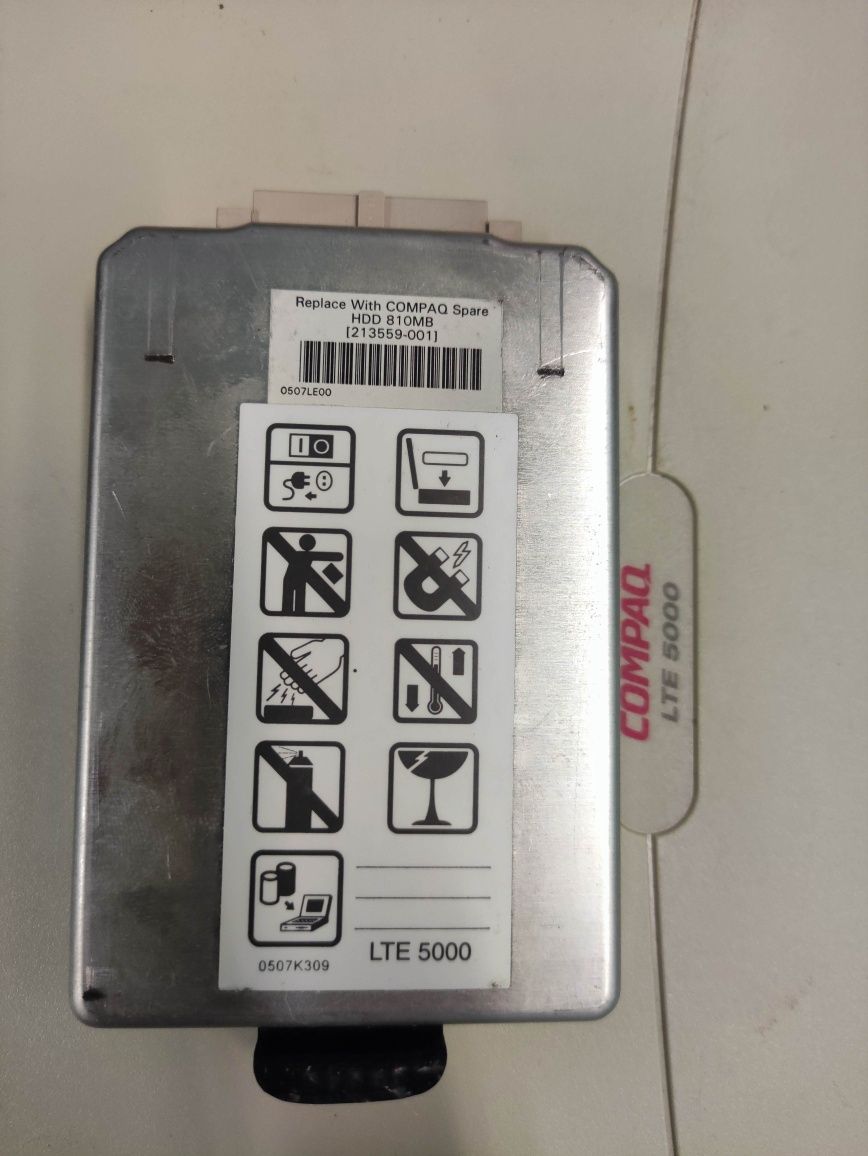 Replace With COMPAQ Spare
HDD 810MB
[213559-001]
0507LE00
LTE 5000
0507K309
COMPAQ
LTE 5000